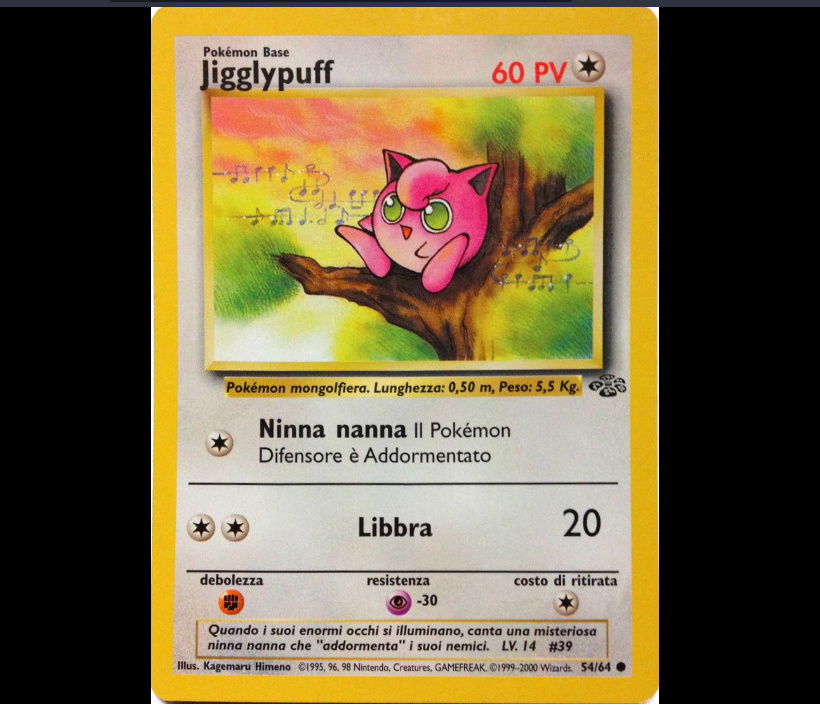 Pokémon Base
Jigglypuff
60 PV
Pokémon mongolfiera. Lunghezza: 0,50 m, Peso: 5,5 Kg.
Ninna nanna Il Pokémon
Difensore è Addormentato
Libbra 20
debolezza resistenza costo di ritirata
-30
Quando i suoi enormi occhi si illuminano, canta una misteriosa
ninna nanna che "addormenta" i suoi nemici. LV. 14 #39
Illus. Kagemaru Himeno ©1995, 96, 98 Nintendo, Creatures, GAMEFREAK. ©1999-2000 Wizards. 54/64